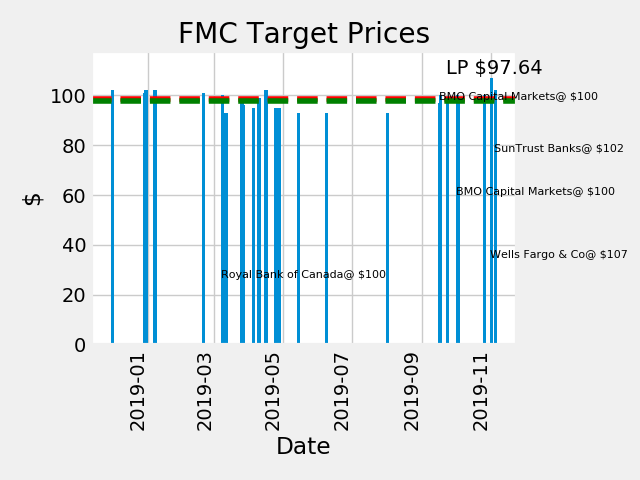 FMC Target Prices
LP $97.64
100
BMO Capital Markets@ $100
80
SunTrust Banks@ $102
60
BMO Capital Markets@ $100
$
40
Wells Fargo & Co@ $107
Royal Bank of Canada@ $100
20
0
2019-01
2019-03
2019-05
2019-07
2019-09
2019-11
Date